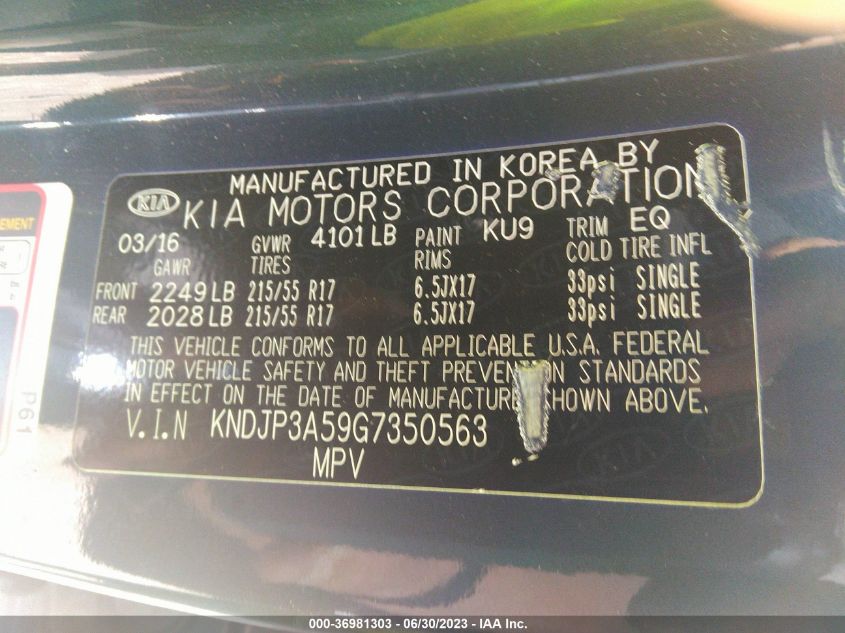 MANUFACTURED IN KOREA BY
KIA KIA MOTORS CORPORATION
03/16 GVWR 4101 LB PAINT KU9 TRIM EQ
GAWR TIRES RIMS COLD TIRE INFL
FRONT 2249 LB 215/55 R17 6.5JX17 33psi SINGLE
REAR 2028 LB 215/55 R17 6.5JX17 33psi SINGLE
THIS VEHICLE CONFORMS TO ALL APPLICABLE U.S.A. FEDERAL
MOTOR VEHICLE SAFETY AND THEFT PREVENTION STANDARDS
IN EFFECT ON THE DATE OF MANUFACTURE SHOWN ABOVE.
V.I.N KNDJP3A59G7350563
MPV
P61
000-36981303 - 06/30/2023 - IAA Inc.